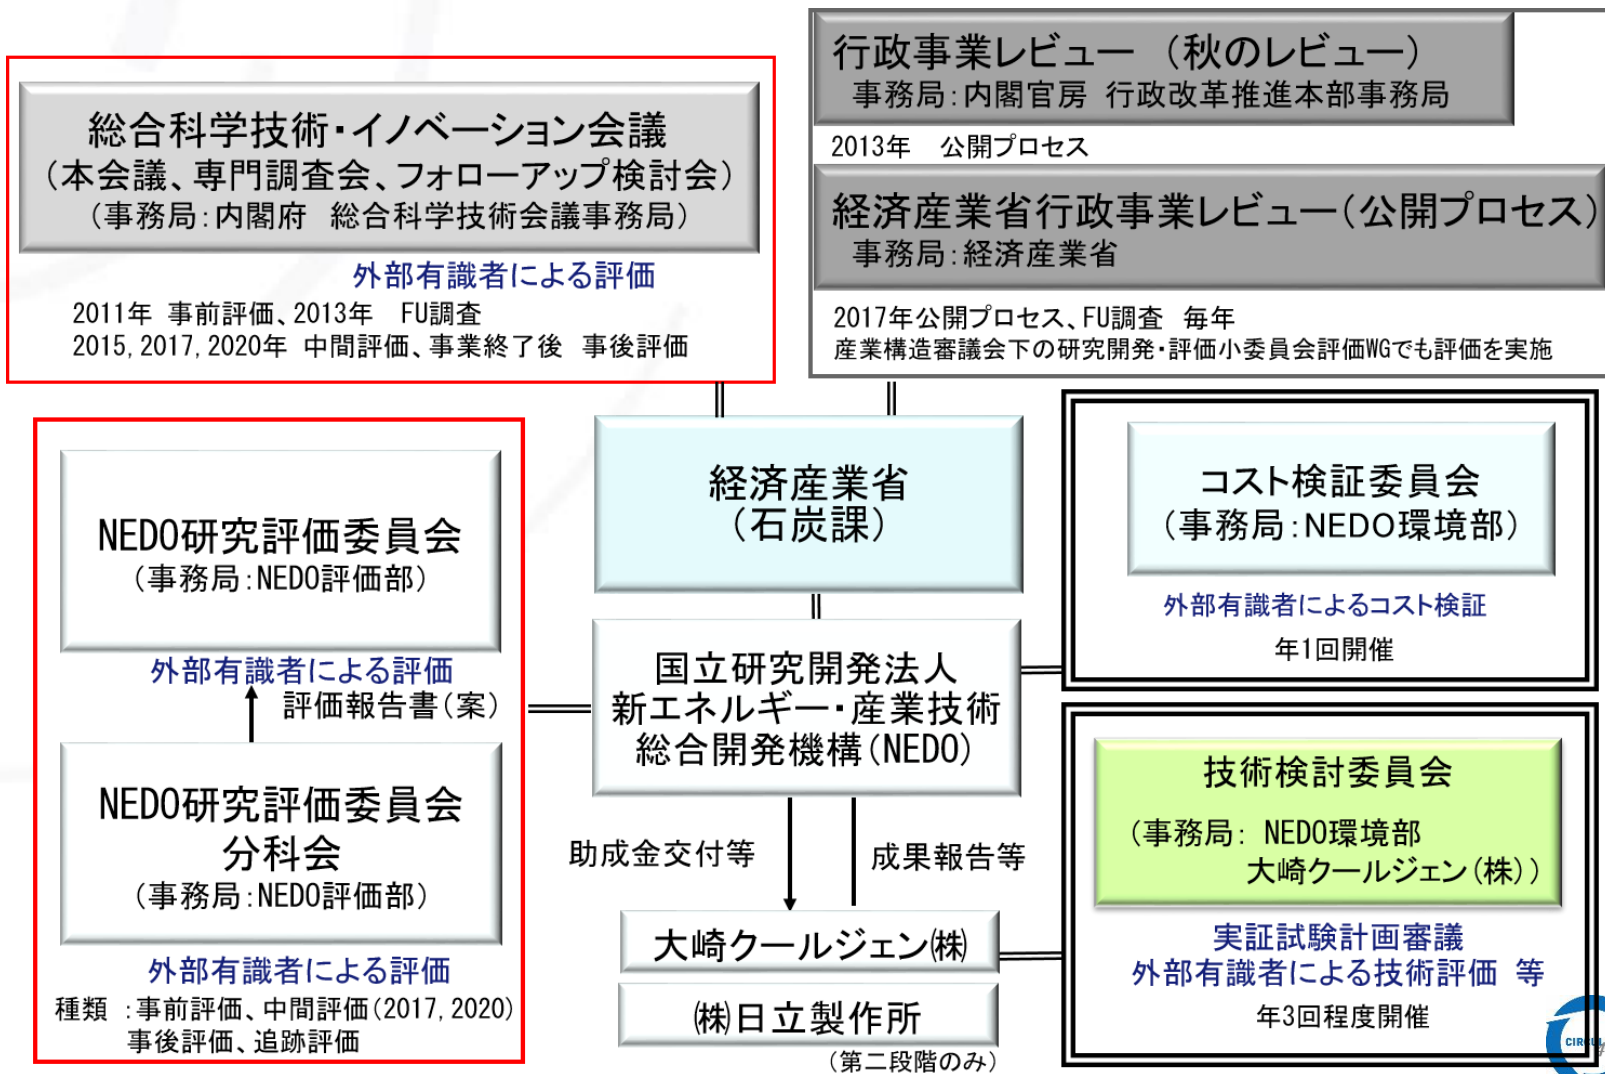 行政事業レビュー （秋のレビュー）
事務局：内閣官房 行政改革推進本部事務局
2013年 公開プロセス
経済産業省行政事業レビュー（公開プロセス）
事務局：経済産業省
2017年公開プロセス、FU調査 毎年
産業構造審議会下の研究開発・評価小委員会評価WGでも評価を実施
総合科学技術・イノベーション会議
（本会議、専門調査会、フォローアップ検討会）
（事務局：内閣府 総合科学技術会議事務局）
外部有識者による評価
2011年 事前評価、2013年 FU調査
2015, 2017, 2020年 中間評価、事業終了後 事後評価
NEDO研究評価委員会
（事務局：NEDO評価部）
外部有識者による評価
評価報告書（案）
NEDO研究評価委員会
分科会
（事務局：NEDO評価部）
外部有識者による評価
種類 ：事前評価、中間評価（2017, 2020）
事後評価、追跡評価
経済産業省
（石炭課）
国立研究開発法人
新エネルギー・産業技術
総合開発機構（NEDO）
助成金交付等
成果報告等
大崎クールジェン㈱
㈱日立製作所
（第二段階のみ）
コスト検証委員会
（事務局：NEDO環境部）
外部有識者によるコスト検証
年1回開催
技術検討委員会
（事務局： NEDO環境部
大崎クールジェン（株））
実証試験計画審議
外部有識者による技術評価 等
年3回程度開催